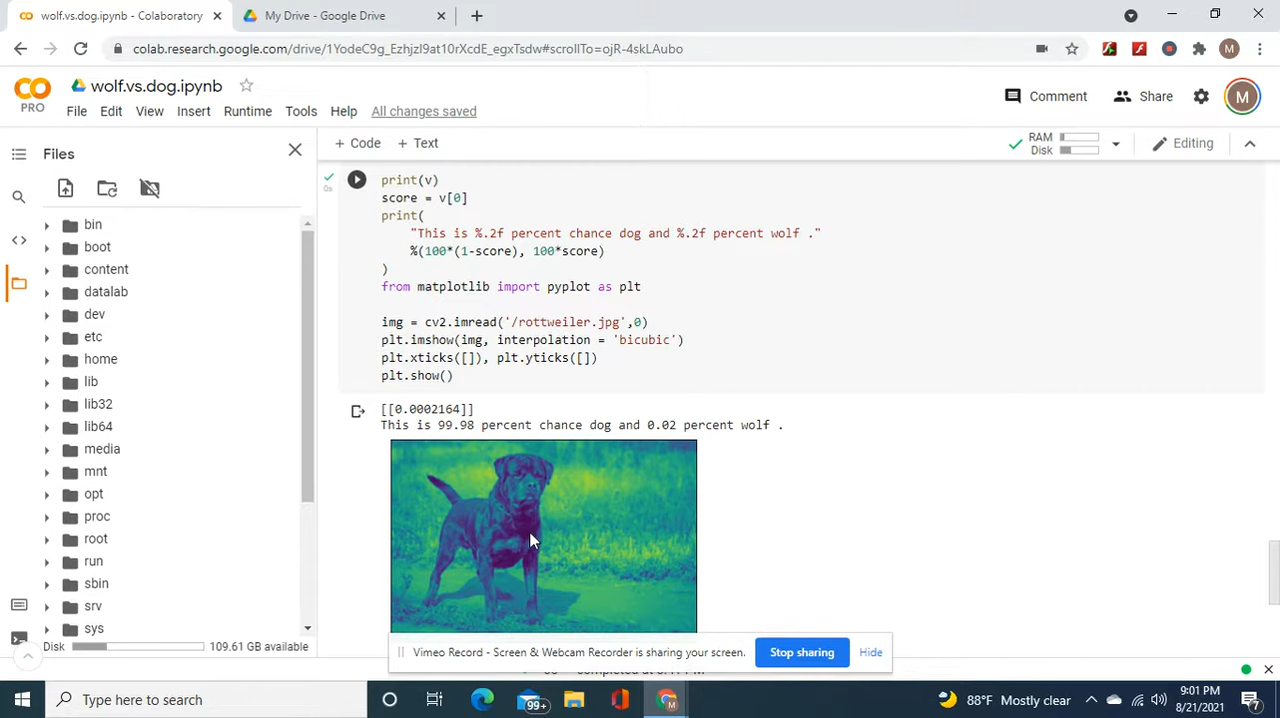 wolf.vs.dog.ipynb - Colaboratory
My Drive - Google Drive
colab.research.google.com/drive/1YodeC9g_EzhjzI9at10rXcdE_egxTsdw#scrollTo=ojR-4skLAubo
M
CO
PRO
wolf.vs.dog.ipynb
Comment
Share
M
File Edit View Insert Runtime Tools Help All changes saved
Files
+ Code + Text
RAM
Disk
Editing
bin
boot
content
datalab
dev
etc
home
lib
lib32
lib64
media
mnt
opt
proc
root
run
sbin
srv
sys
Disk
109.61 GB available
0s
print(v)
score = v[0]
print(
"This is %.2f percent chance dog and %.2f percent wolf ."
%(100*(1-score), 100*score)
)
from matplotlib import pyplot as plt
img = cv2.imread('/rottweiler.jpg',0)
plt.imshow(img, interpolation = 'bicubic')
plt.xticks([]), plt.yticks([])
plt.show()
[[0.0002164]]
This is 99.98 percent chance dog and 0.02 percent wolf .
Vimeo Record - Screen & Webcam Recorder is sharing your screen.
Stop sharing
Hide
Type here to search
99+
M
88°F Mostly clear
9:01 PM
8/21/2021
7